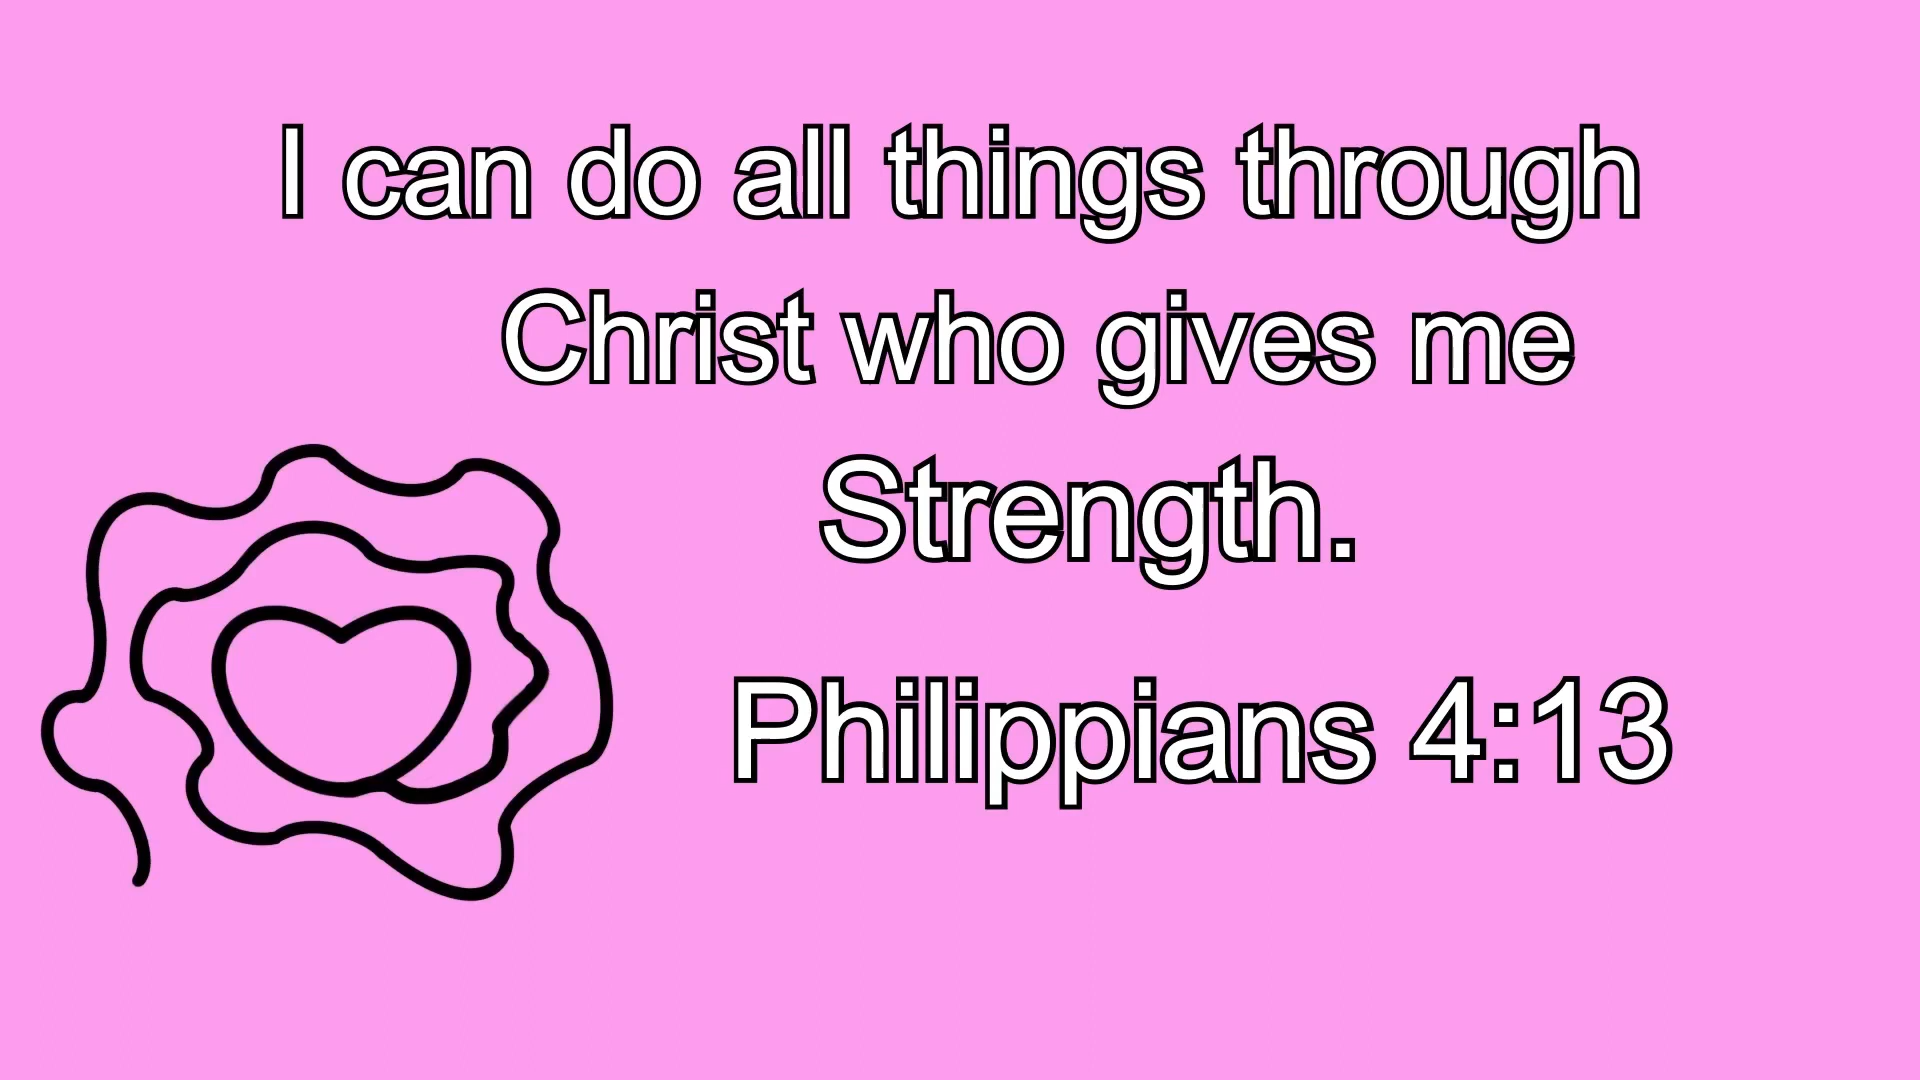 I can do all things through
Christ who gives me
Strength.
Philippians 4:13